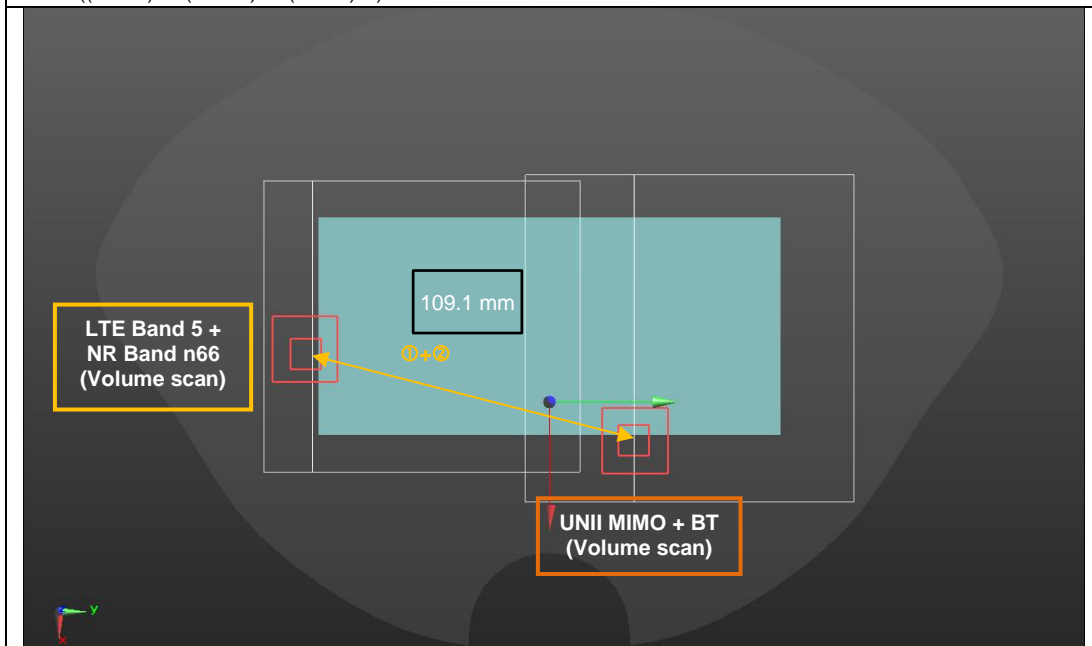 109.1 mm
①+②
LTE Band 5 +
NR Band n66
(Volume scan)
UNII MIMO + BT
(Volume scan)
y
x